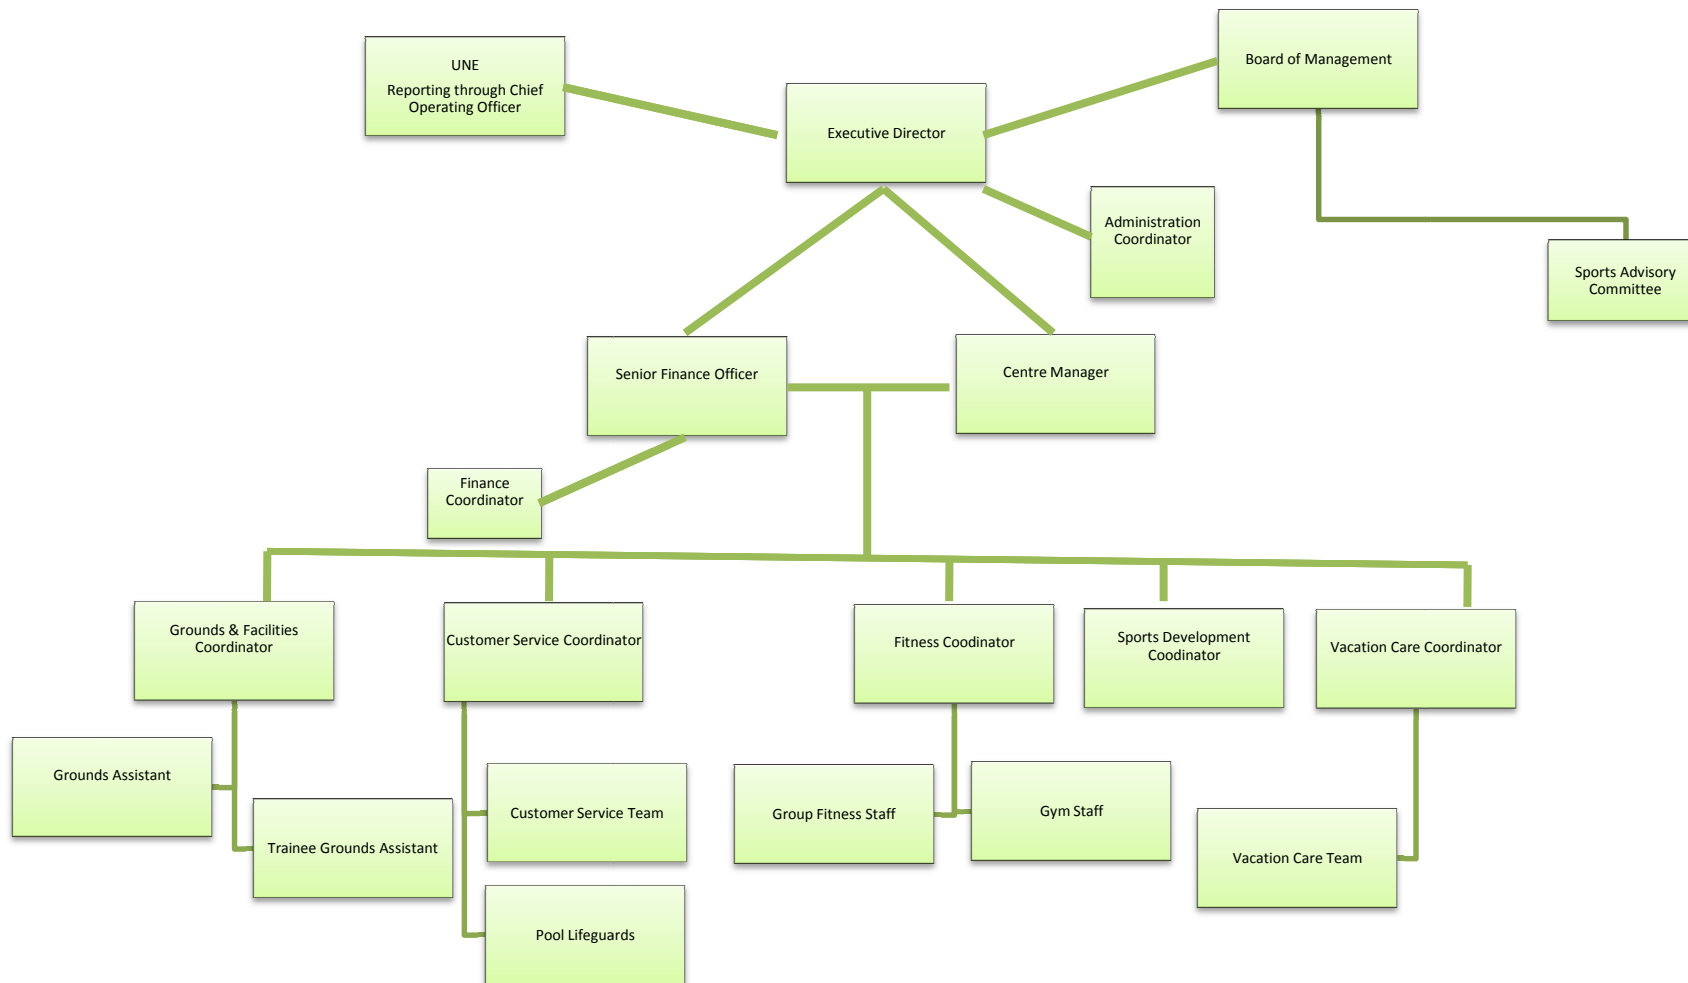 UNE
Reporting through Chief
Operating Officer
Board of Management
Executive Director
Administration
Coordinator
Sports Advisory
Committee
Senior Finance Officer
Centre Manager
Finance
Coordinator
Grounds & Facilities
Coordinator
Customer Service Coordinator
Fitness Coodinator
Sports Development
Coodinator
Vacation Care Coordinator
Grounds Assistant
Trainee Grounds Assistant
Customer Service Team
Group Fitness Staff
Gym Staff
Vacation Care Team
Pool Lifeguards